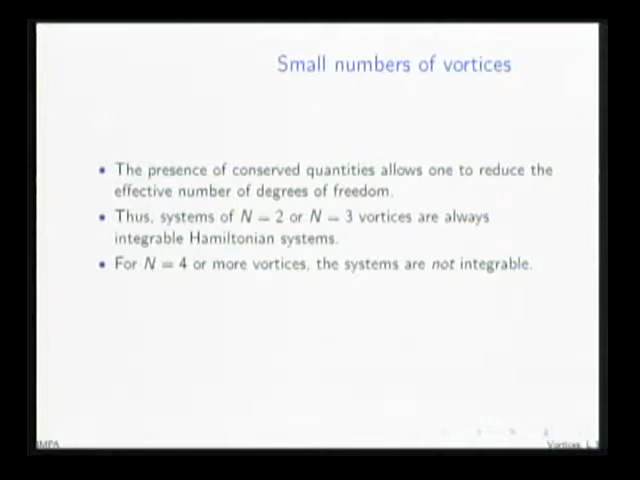 Small numbers of vortices
• The presence of conserved quantities allows one to reduce the
effective number of degrees of freedom.
• Thus, systems of N = 2 or N = 3 vortices are always
integrable Hamiltonian systems.
• For N = 4 or more vortices, the systems are not integrable.
IMPA
Vortices, L.